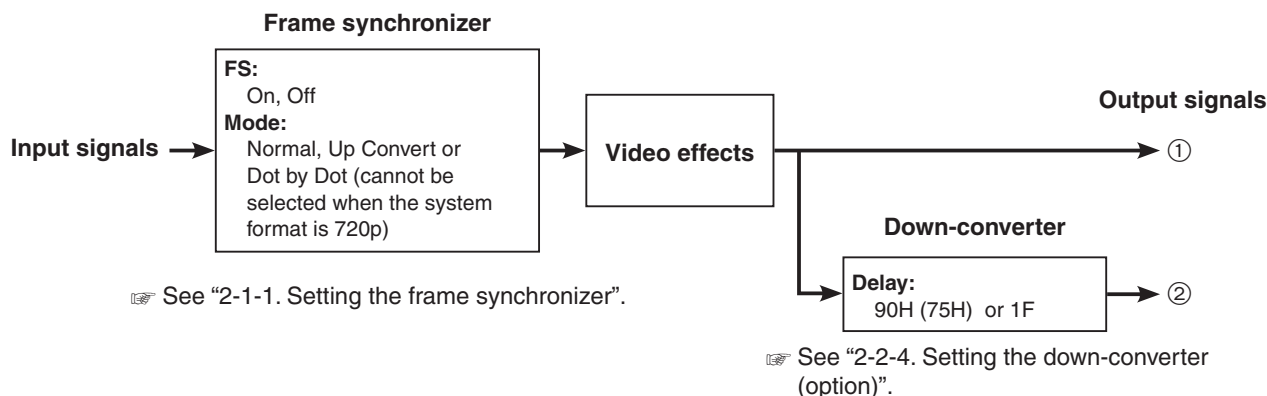 Frame synchronizer
FS:
On, Off
Mode:
Normal, Up Convert or
Dot by Dot (cannot be
selected when the system
format is 720p)
Input signals
Video effects
Output signals
①
Down-converter
Delay:
90H (75H) or 1F
②
☞ See “2-1-1. Setting the frame synchronizer”.
☞ See “2-2-4. Setting the down-converter
(option)”.